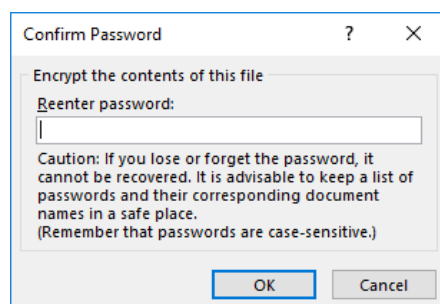 Confirm Password ?
Encrypt the contents of this file
Reenter password:
Caution: If you lose or forget the password, it
cannot be recovered. It is advisable to keep a list of
passwords and their corresponding document
names in a safe place.
(Remember that passwords are case-sensitive.)
OK Cancel